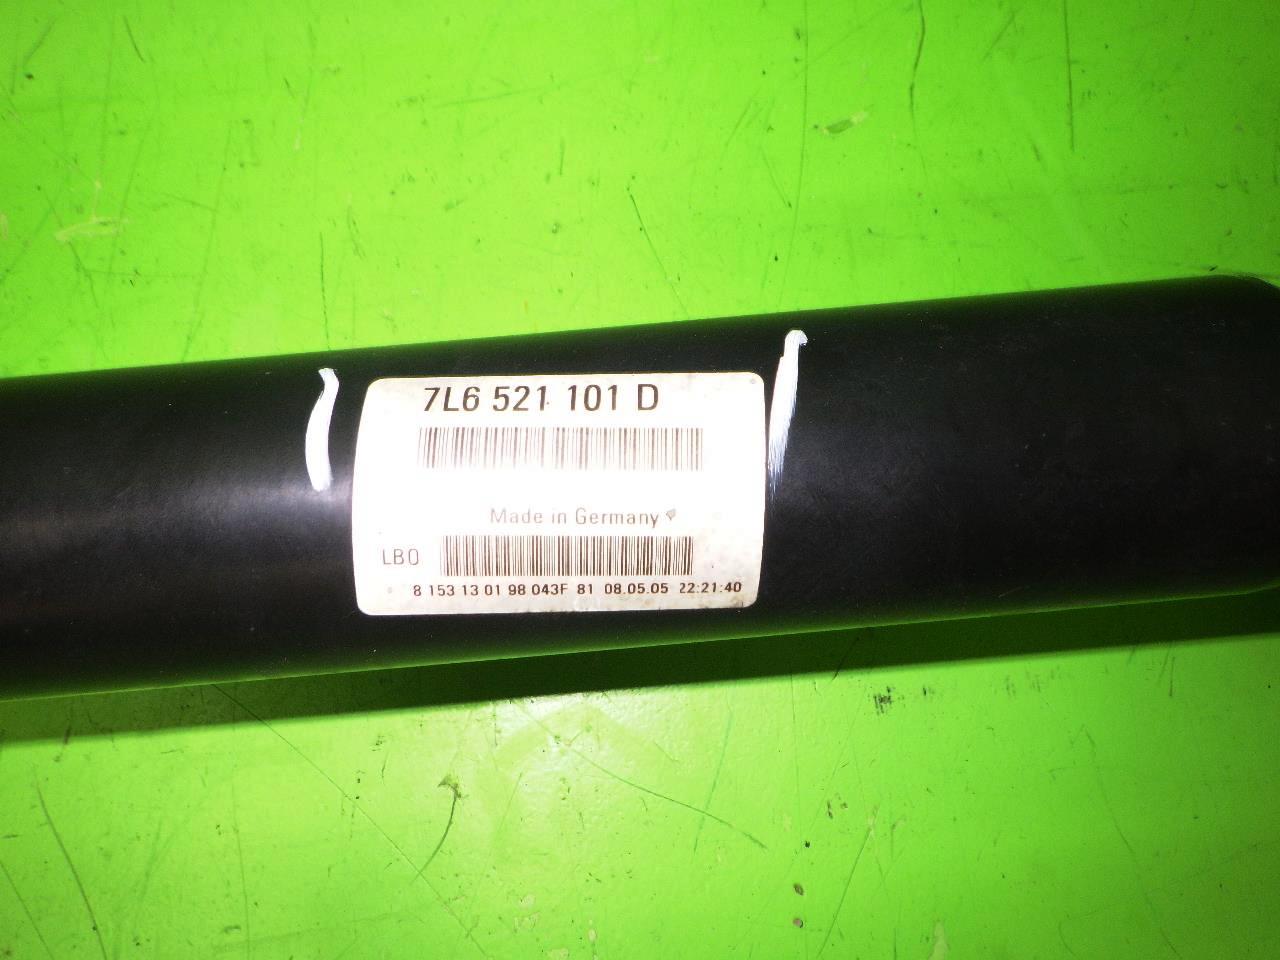 7L6 521 101 D
Made in Germany
LBO
8 153 13 01 98 043F 81 08.05.05 22:21:40